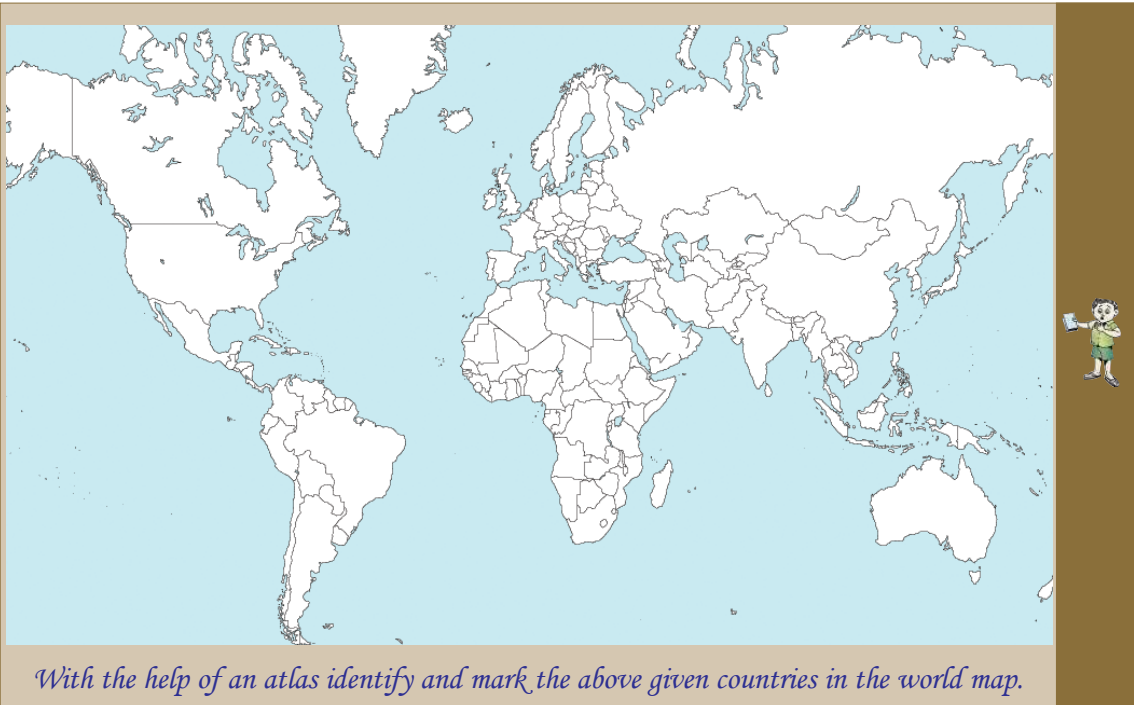 With the help of an atlas identify and mark the above given countries in the world map.